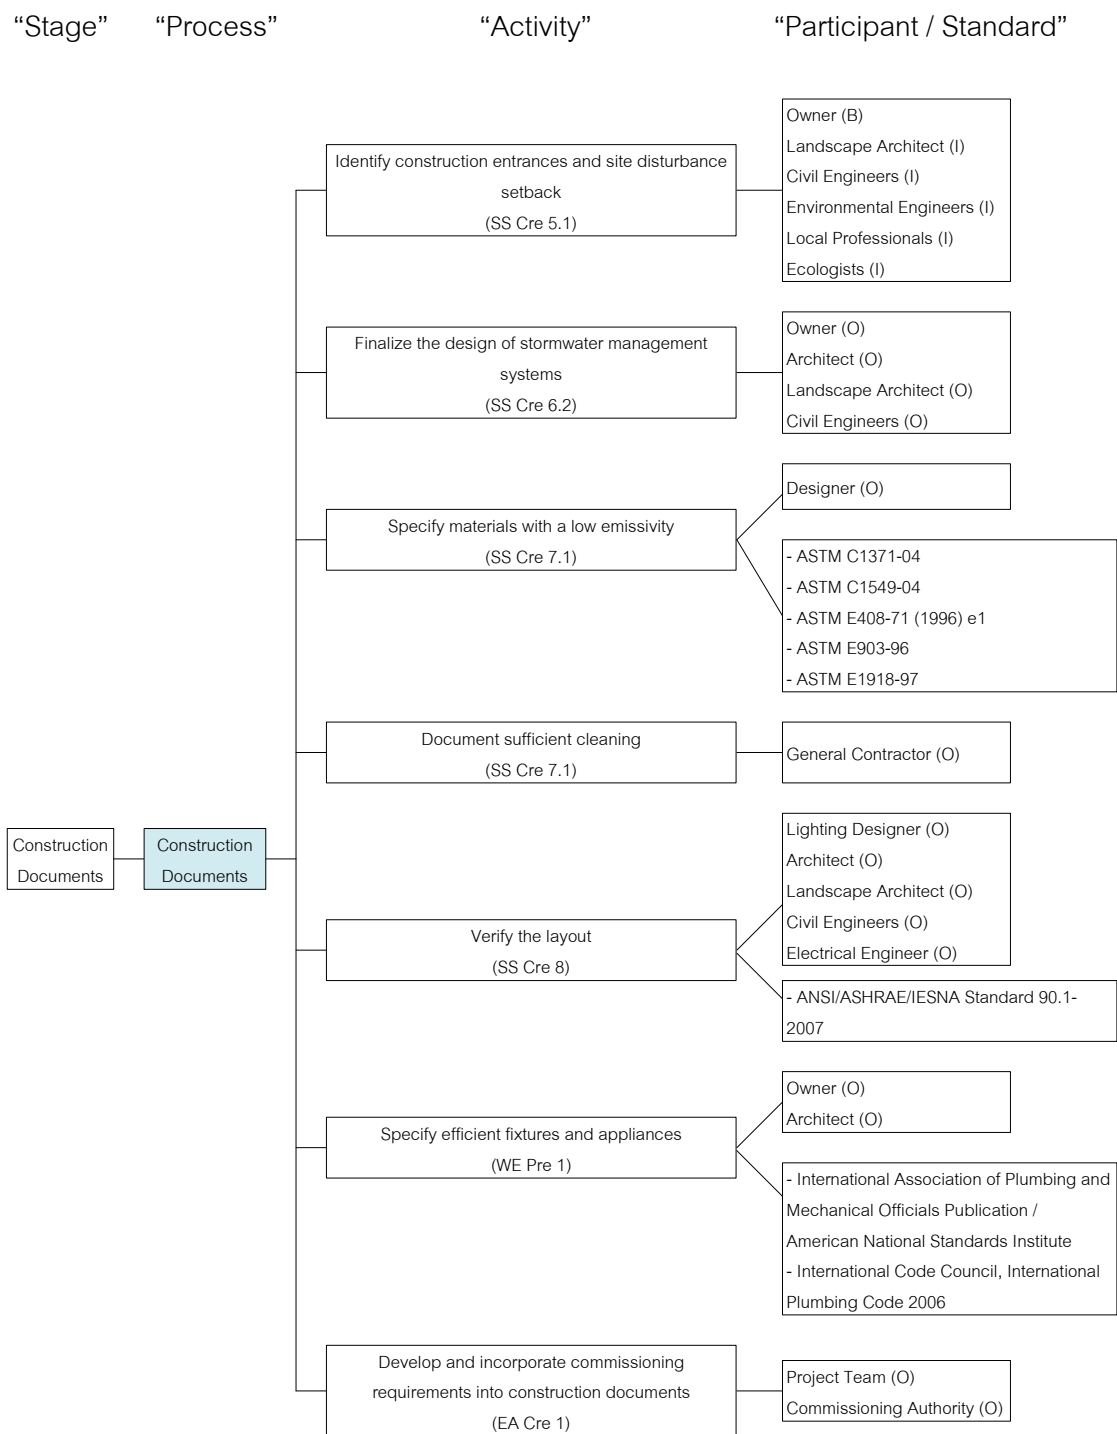 “Stage” “Process” “Activity” “Participant / Standard”
Identify construction entrances and site disturbance
setback
(SS Cre 5.1)
Owner (B)
Landscape Architect (I)
Civil Engineers (I)
Environmental Engineers (I)
Local Professionals (I)
Ecologists (I)
Finalize the design of stormwater management
systems
(SS Cre 6.2)
Owner (O)
Architect (O)
Landscape Architect (O)
Civil Engineers (O)
Specify materials with a low emissivity
(SS Cre 7.1)
Designer (O)
- ASTM C1371-04
- ASTM C1549-04
- ASTM E408-71 (1996) e1
- ASTM E903-96
- ASTM E1918-97
Document sufficient cleaning
(SS Cre 7.1)
General Contractor (O)
Construction
Documents
Construction
Documents
Verify the layout
(SS Cre 8)
Lighting Designer (O)
Architect (O)
Landscape Architect (O)
Civil Engineers (O)
Electrical Engineer (O)
- ANSI/ASHRAE/IESNA Standard 90.1-
2007
Specify efficient fixtures and appliances
(WE Pre 1)
Owner (O)
Architect (O)
- International Association of Plumbing and
Mechanical Officials Publication /
American National Standards Institute
- International Code Council, International
Plumbing Code 2006
Develop and incorporate commissioning
requirements into construction documents
(EA Cre 1)
Project Team (O)
Commissioning Authority (O)